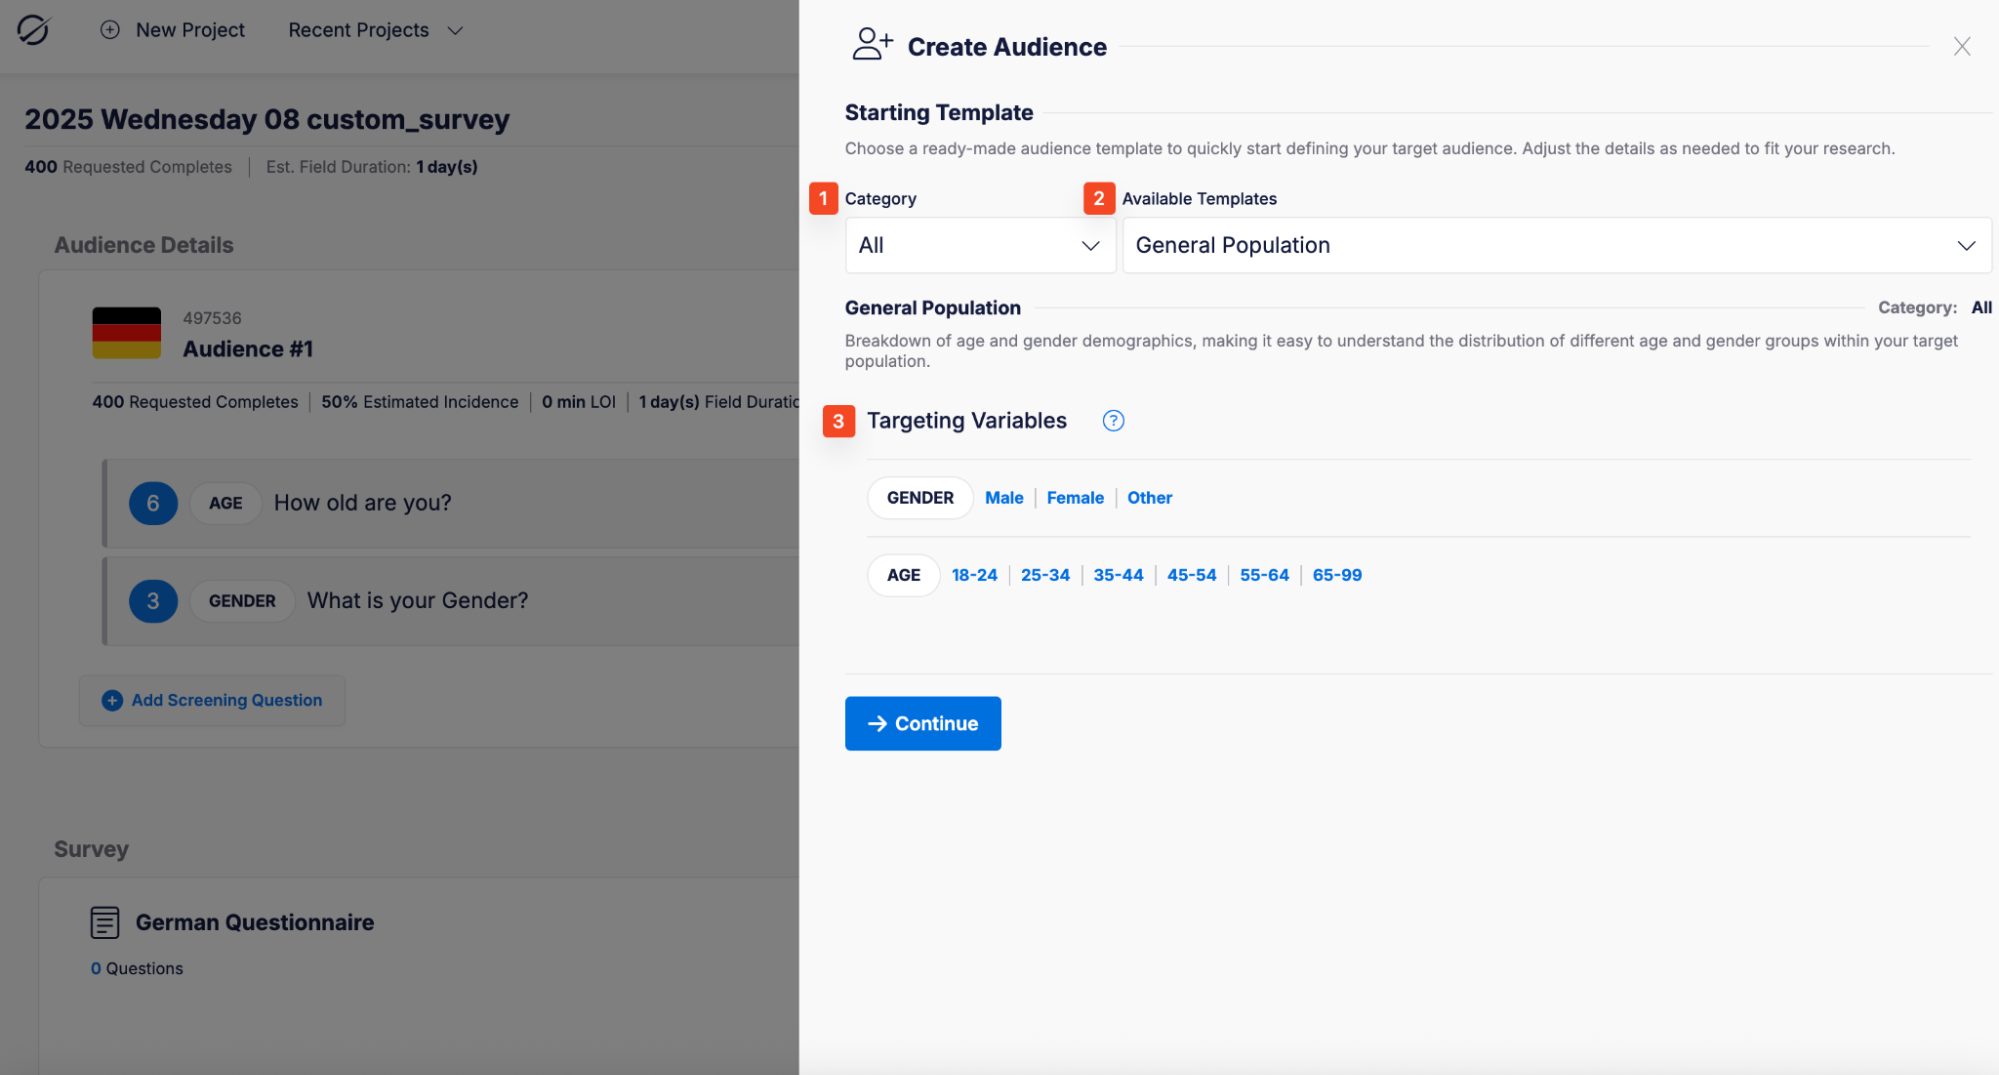 New Project
Recent Projects
2025 Wednesday 08 custom_survey
400 Requested Completes
Est. Field Duration: 1 day(s)
Audience Details
497536
Audience #1
400 Requested Completes
50% Estimated Incidence
0 min LOI
1 day(s) Field Duratio
6 AGE How old are you?
3 GENDER What is your Gender?
Add Screening Question
Survey
German Questionnaire
0 Questions
Create Audience
Starting Template
Choose a ready-made audience template to quickly start defining your target audience. Adjust the details as needed to fit your research.
1 Category
2 Available Templates
All
General Population
General Population
Category: All
Breakdown of age and gender demographics, making it easy to understand the distribution of different age and gender groups within your target
population.
3 Targeting Variables ?
GENDER Male Female Other
AGE 18-24 25-34 35-44 45-54 55-64 65-99
Continue